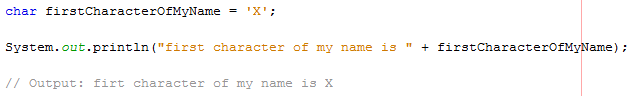 char firstCharacterOfMyName = 'X';
System.out.println("first character of my name is " + firstCharacterOfMyName);
// Output: firt character of my name is X